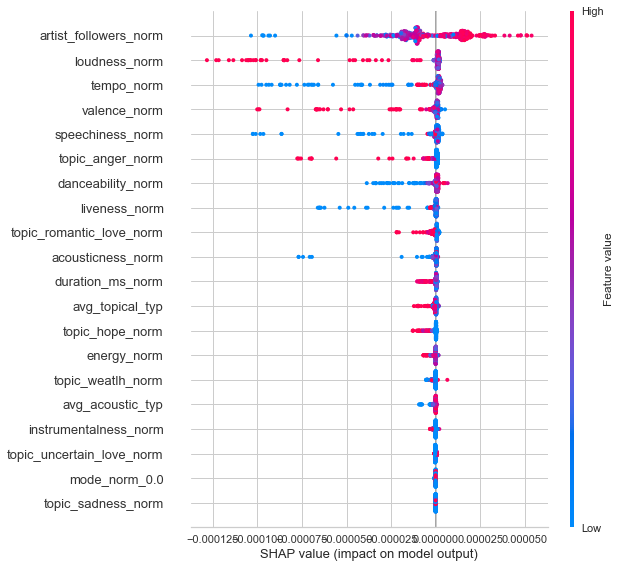 High
artist_followers_norm
loudness_norm
tempo_norm
valence_norm
speechiness_norm
topic_anger_norm
danceability_norm
liveness_norm
topic_romantic_love_norm
acousticness_norm
duration_ms_norm
avg_topical_typ
topic_hope_norm
energy_norm
topic_weatlh_norm
avg_acoustic_typ
instrumentalness_norm
topic_uncertain_love_norm
mode_norm_0.0
topic_sadness_norm
Feature value
Low
−0.000125 −0.000100 −0.000075 −0.000050 −0.000025 0.000000 0.000025 0.000050
SHAP value (impact on model output)